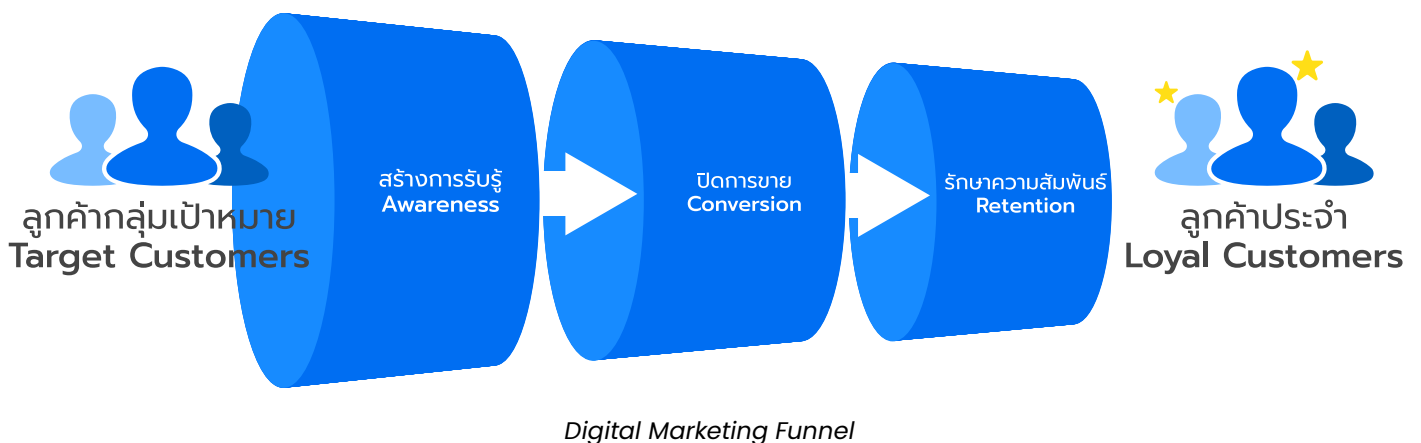 ลูกค้ากลุ่มเป้าหมาย
Target Customers
สร้างการรับรู้
Awareness
ปิดการขาย
Conversion
รักษาความสัมพันธ์
Retention
ลูกค้าประจำ
Loyal Customers
Digital Marketing Funnel